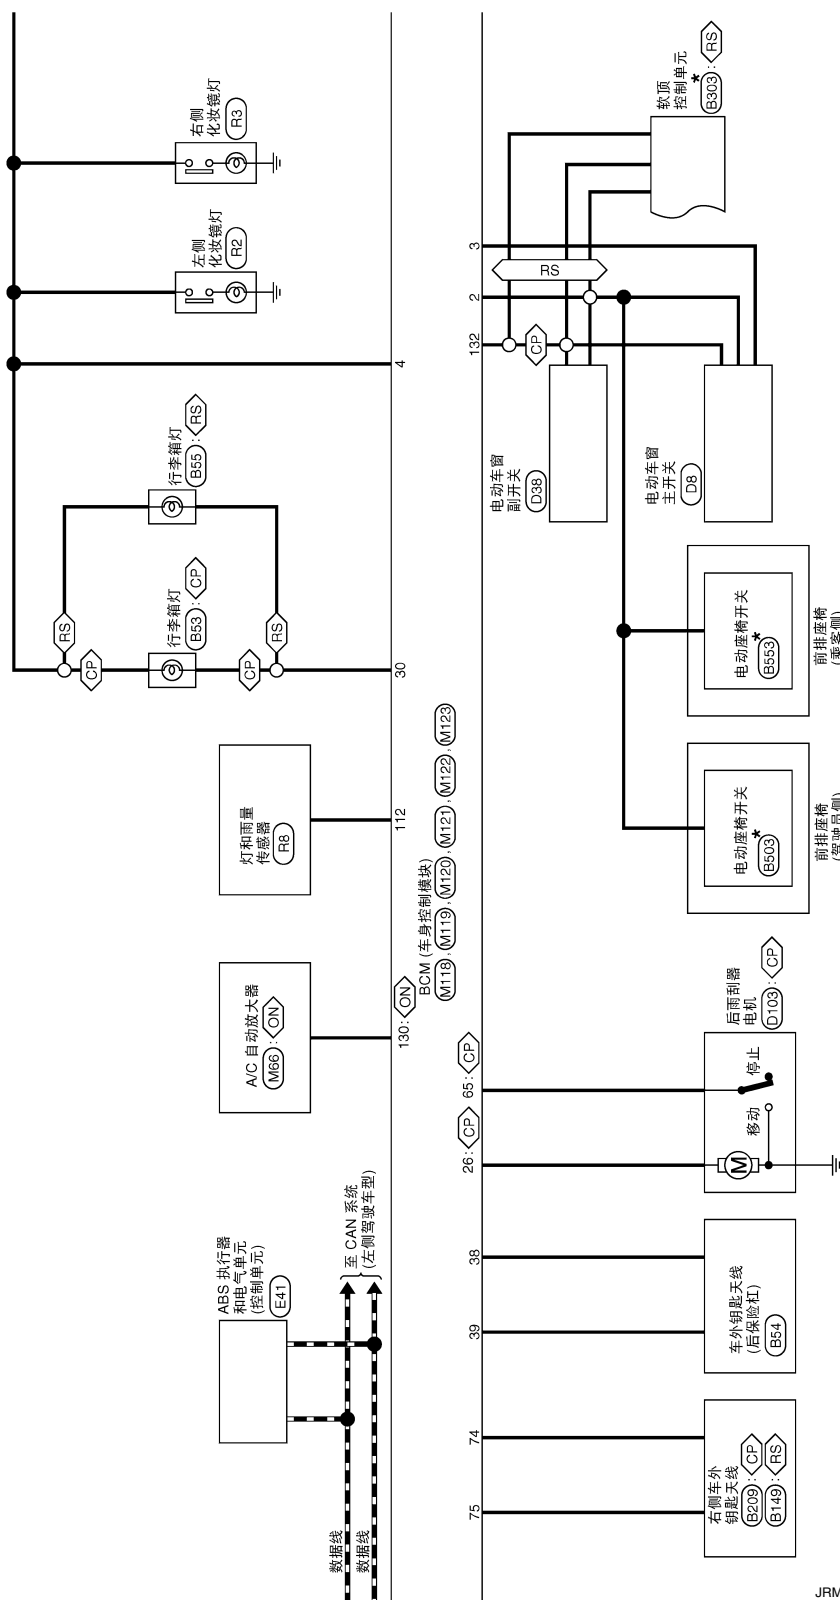 数据线
数据线
ABS 执行器
和电气单元
(控制单元)
E41
至 CAN 系统
(左侧驾驶车型)
A/C 自动放大器
M66 : ON
130: ON
灯和雨量
传感器
R8
112
BCM (车身控制模块)
M118 , M119 , M120 , M121 , M122 , M123
CP
CP
RS
RS
行李箱灯
B53 : CP
行李箱灯
B55 : RS
30
4
左侧
化妆镜灯
R2
右侧
化妆镜灯
R3
75
74
39
38
26: CP
65: CP
132
2
3
右侧车外
钥匙天线
B209 : CP
B149 : RS
车外钥匙天线
(后保险杠)
B54
后雨刮器
电机
D103 : CP
M
移动
停止
电动座椅开关
B503 *
前排座椅
(驾驶员侧)
电动座椅开关
B553 *
前排座椅
(乘客侧)
电动车窗
主开关
D8
电动车窗
副开关
D38
CP
RS
软顶
控制单元
B303 * : RS
JRM